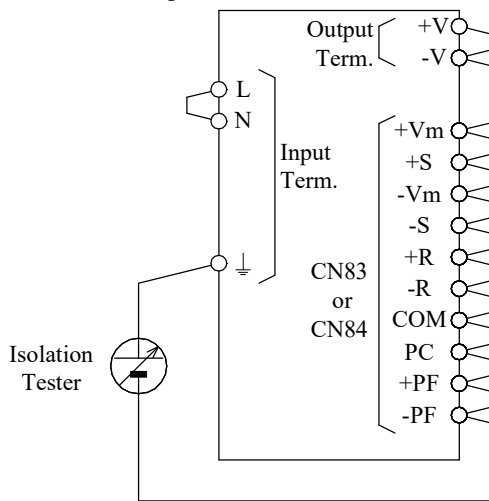 Output
Term.
+V
-V
L
N
Input
Term.
+Vm
+S
-Vm
-S
+R
-R
COM
PC
+PF
-PF
CN83
or
CN84
Isolation
Tester